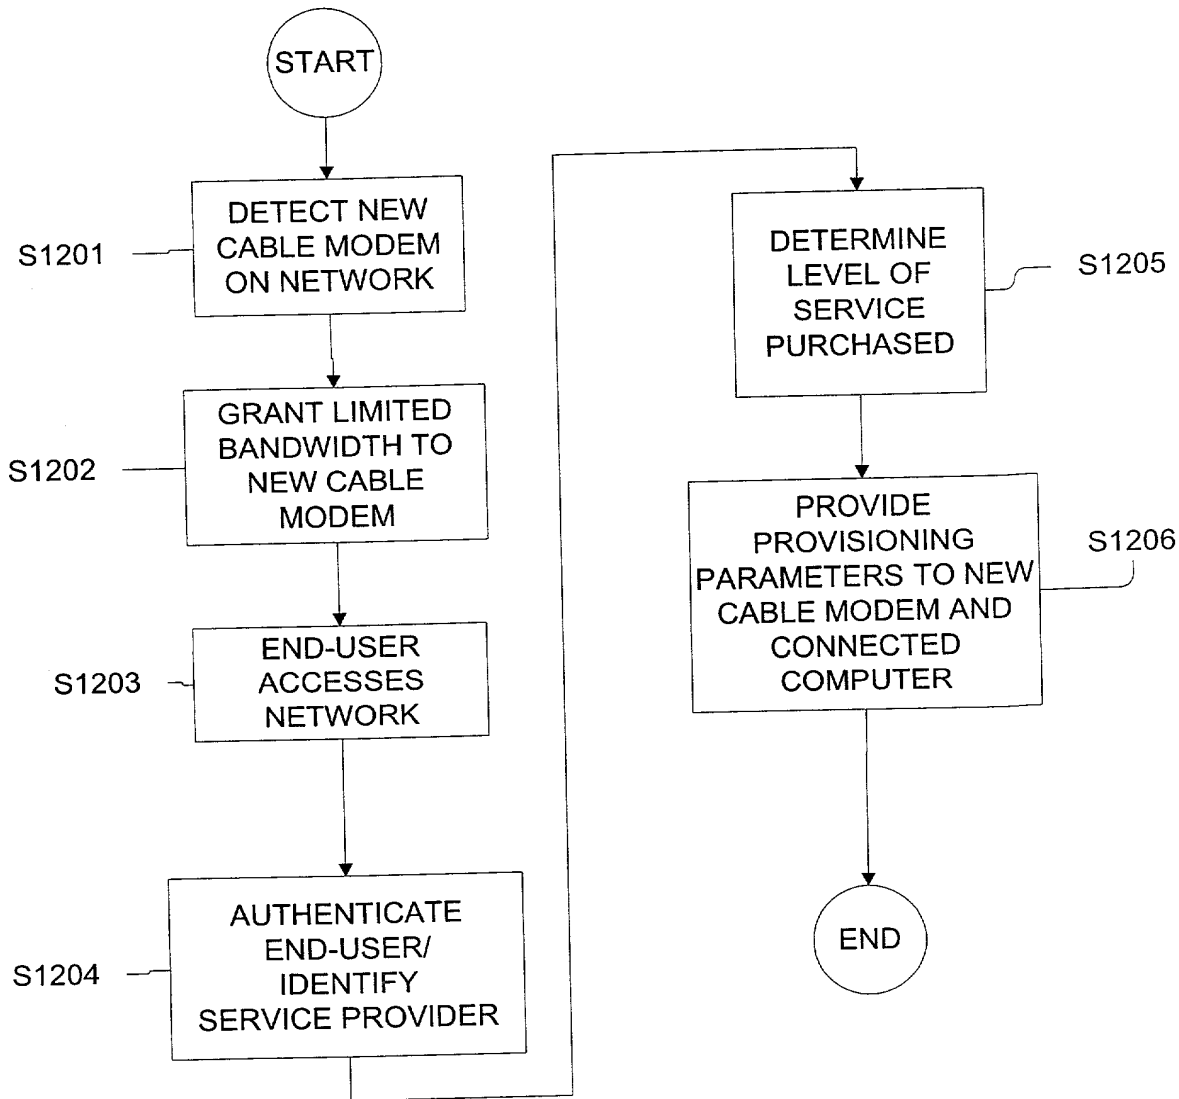 START
S1201
DETECT NEW
CABLE MODEM
ON NETWORK
S1202
GRANT LIMITED
BANDWIDTH TO
NEW CABLE
MODEM
S1203
END-USER
ACCESSES
NETWORK
S1204
AUTHENTICATE
END-USER/
IDENTIFY
SERVICE PROVIDER
DETERMINE
LEVEL OF
SERVICE
PURCHASED
S1205
PROVIDE
PROVISIONING
PARAMETERS TO NEW
CABLE MODEM AND
CONNECTED
COMPUTER
S1206
END